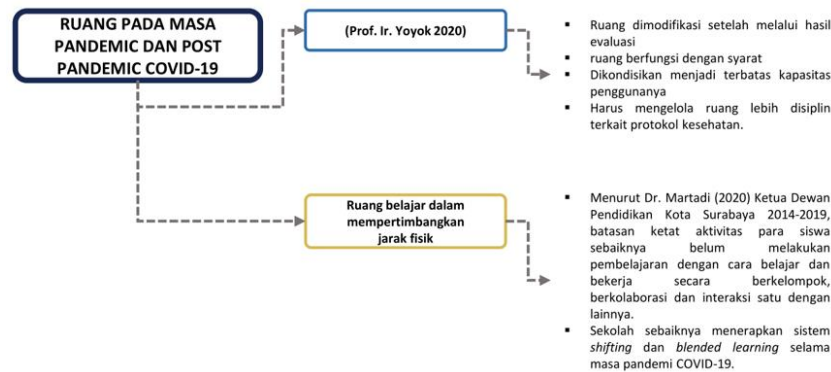 RUANG PADA MASA
PANDEMIC DAN POST
PANDEMIC COVID-19
(Prof. Ir. Yoyok 2020)
▪ Ruang dimodifikasi setelah melalui hasil
evaluasi
▪ ruang berfungsi dengan syarat
▪ Dikondisikan menjadi terbatas kapasitas
penggunanya
▪ Harus mengelola ruang lebih disiplin
terkait protokol kesehatan.
Ruang belajar dalam
mempertimbangkan
jarak fisik
▪ Menurut Dr. Martadi (2020) Ketua Dewan
Pendidikan Kota Surabaya 2014-2019,
batasan ketat aktivitas para siswa
sebaiknya belum melakukan
pembelajaran dengan cara belajar dan
bekerja secara berkelompok,
berkolaborasi dan interaksi satu dengan
lainnya.
▪ Sekolah sebaiknya menerapkan sistem
shifting dan blended learning selama
masa pandemi COVID-19.